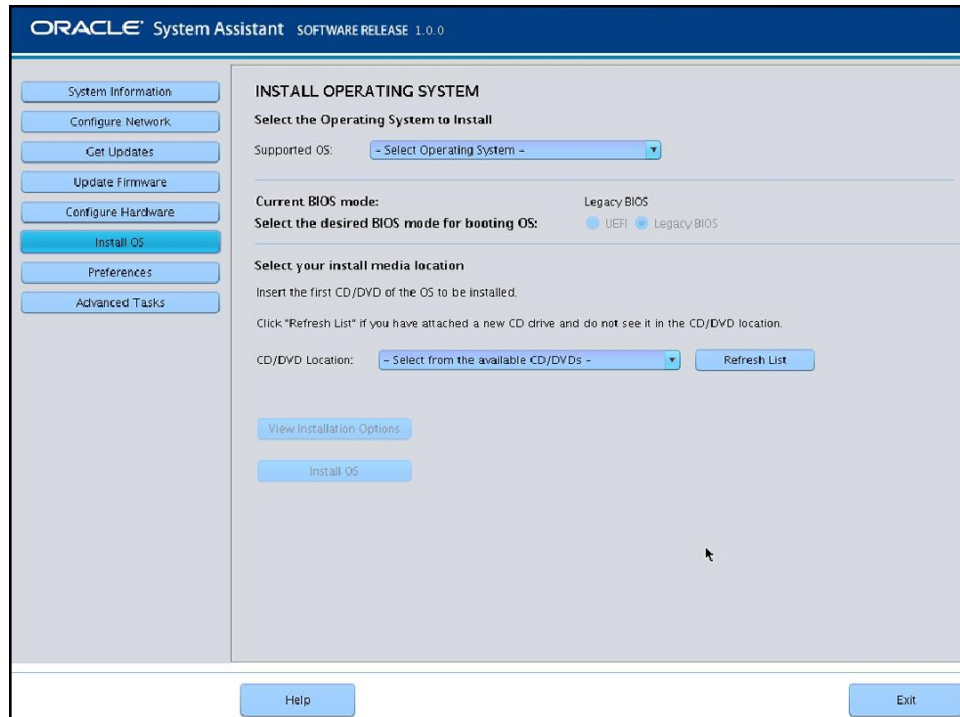 ORACLE System Assistant SOFTWARE RELEASE 1.0.0
System Information
Configure Network
Get Updates
Update Firmware
Configure Hardware
Install OS
Preferences
Advanced Tasks
INSTALL OPERATING SYSTEM
Select the Operating System to Install
Supported OS: - Select Operating System -
Current BIOS mode: Legacy BIOS
Select the desired BIOS mode for booting OS: UEFI Legacy BIOS
Select your install media location
Insert the first CD/DVD of the OS to be installed.
Click "Refresh List" if you have attached a new CD drive and do not see it in the CD/DVD location.
CD/DVD Location: - Select from the available CD/DVDs - Refresh List
View Installation Options
Install OS
Help Exit